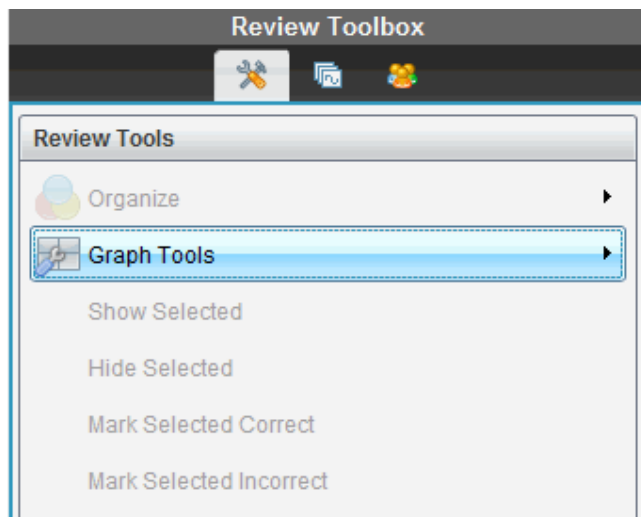 Review Toolbox
Review Tools
Organize
Graph Tools
Show Selected
Hide Selected
Mark Selected Correct
Mark Selected Incorrect